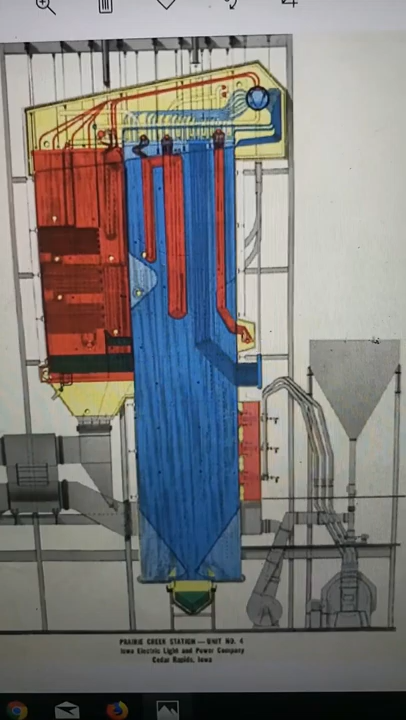 PRAIRIE CREEK STATION — UNIT NO. 4
Iowa Electric Light and Power Company
Cedar Rapids, Iowa